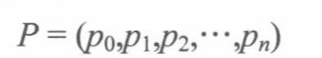 P = (p₀,p₁,p₂,⋯,pₙ)